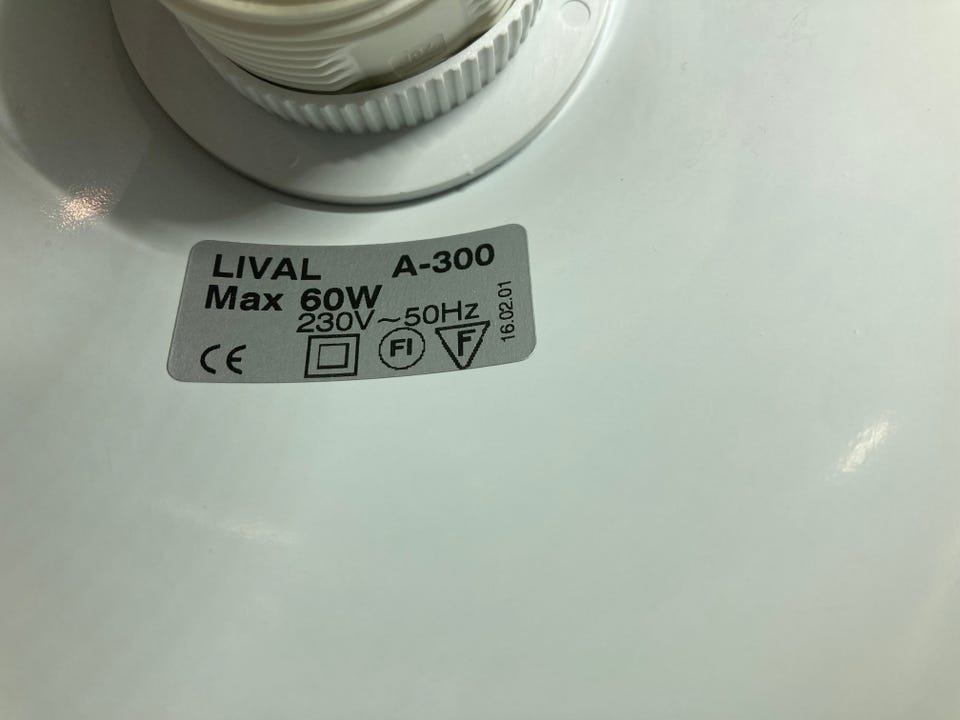 LIVAL A-300
Max 60W
230V~50Hz
16.02.01
CE FI F